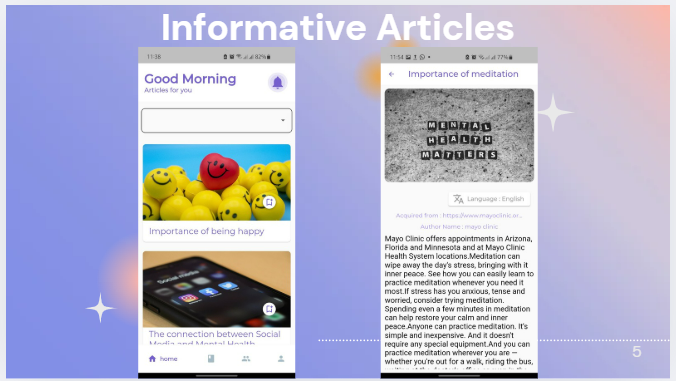 Informative Articles
11:38
82%
Good Morning
Articles for you
Importance of being happy
Social media
The connection between Social
Media and Mental Health
home
11:54
77%
Importance of meditation
MENTAL
HEALTH
MATTERS
Language : English
Acquired from : https://www.mayoclinic.or...
Author Name : mayo clinic
Mayo Clinic offers appointments in Arizona,
Florida and Minnesota and at Mayo Clinic
Health System locations.Meditation can
wipe away the day's stress, bringing with it
inner peace. See how you can easily learn to
practice meditation whenever you need it
most.If stress has you anxious, tense and
worried, consider trying meditation.
Spending even a few minutes in meditation
can help restore your calm and inner
peace.Anyone can practice meditation. It's
simple and inexpensive. And it doesn't
require any special equipment.And you can
practice meditation wherever you are —
whether you're out for a walk, riding the bus,
5